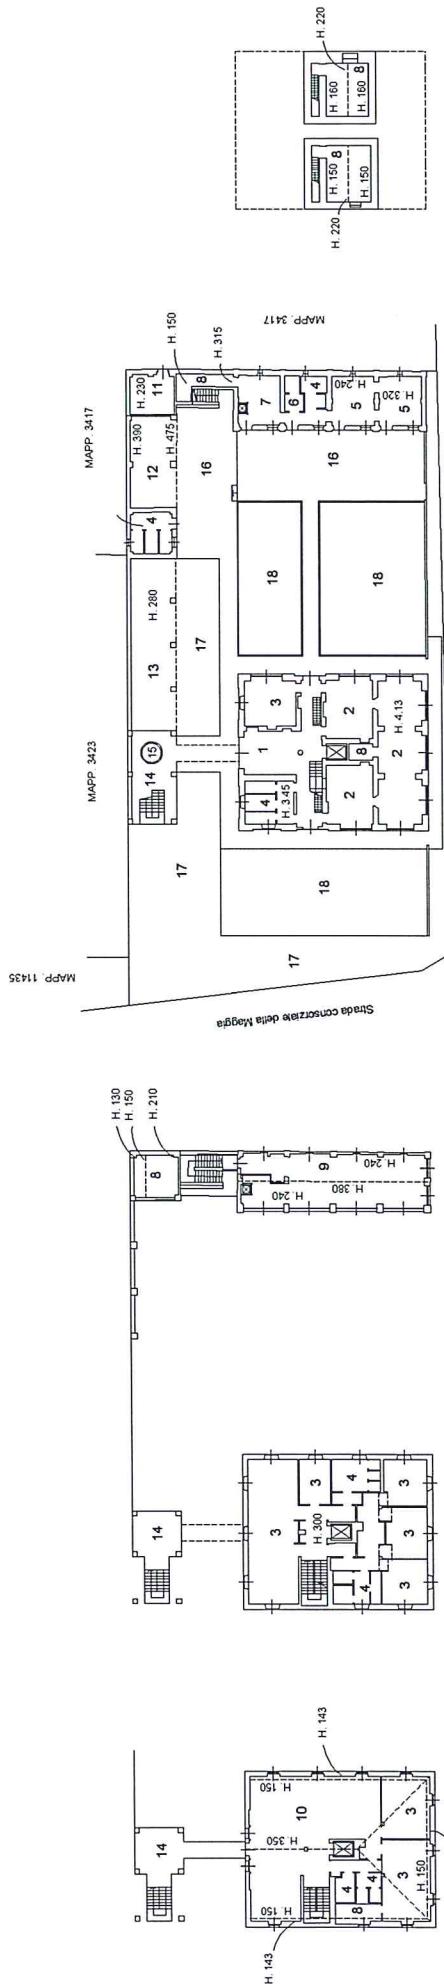 H. 220
8
H. 160
H. 160
8
H. 150
H. 150
H. 220
MAPP. 3417
MAPP. 3417
H. 150
H. 315
H. 230
11
8
H. 390
12
H. 475
16
7
6
4
H. 240
5
H. 320
5
4
16
18
18
13
H. 280
17
MAPP. 3423
15
14
3
1
2
8
H. 4.13
2
2
4
H. 3.45
17
18
17
MAPP. 11435
Strada consorziale della Maggia
H. 130
H. 150
H. 210
8
9
H. 240
H. 380
H. 240
14
3
3
4
3
H. 300
3
4
3
14
H. 143
H. 150
10
H. 350
3
3
H. 150
4
4
8
H. 150
H. 143